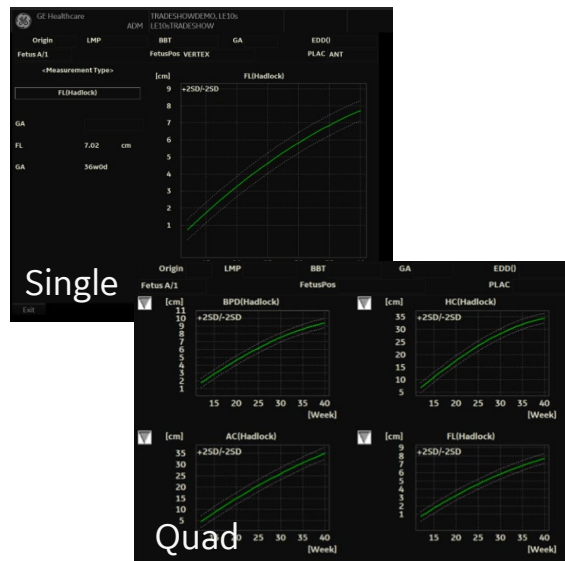 GE Healthcare
ADM
TRADESHOWDEMO, LE10s
LE10sTRADESHOW
Origin LMP BBT GA EDD()
Fetus A/1 FetusPos VERTEX PLAC ANT
<Measurement Type>
FL(Hadlock)
GA
FL 7.02 cm
GA 36w0d
[cm] FL(Hadlock)
+2SD/-2SD
9
8
7
6
5
4
3
2
1
Exit
Single
Origin LMP BBT GA EDD()
Fetus A/1 FetusPos PLAC
[cm] BPD(Hadlock)
+2SD/-2SD
11
10
9
8
7
6
5
4
3
2
1
15 20 25 30 35 40
[Week]
[cm] HC(Hadlock)
+2SD/-2SD
35
30
25
20
15
10
5
15 20 25 30 35 40
[Week]
[cm] AC(Hadlock)
+2SD/-2SD
35
30
25
20
15
10
5
20 25 30 35 40
[Week]
[cm] FL(Hadlock)
+2SD/-2SD
9
8
7
6
5
4
3
2
1
15 20 25 30 35 40
[Week]
Quad